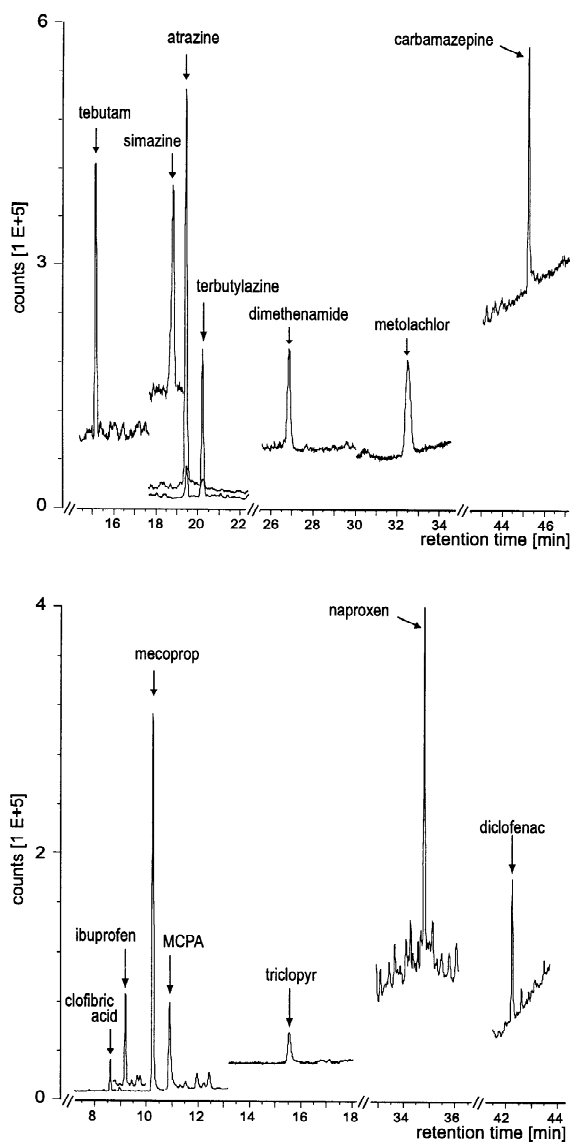 6
atrazine
carbamazepine
tebutam
simazine
counts [1 E+5]
3
terbutylazine
dimethenamide
metolachlor
0
16 18 20 22 26 28 30 32 34 44 46
retention time [min]
4
naproxen
mecoprop
counts [1 E+5]
2
diclofenac
ibuprofen
MCPA
clofibric
acid
triclopyr
0
8 10 12 14 16 18 34 36 42 44
retention time [min]